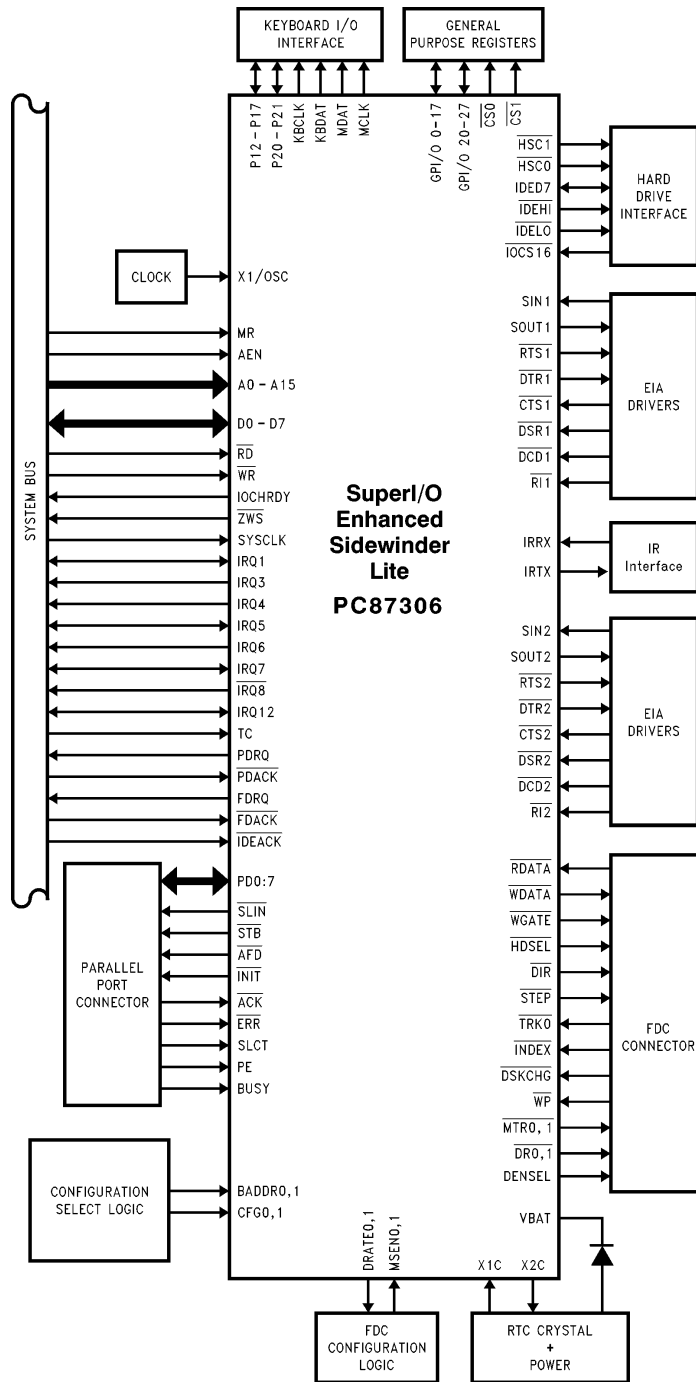 KEYBOARD I/O
INTERFACE
GENERAL
PURPOSE REGISTERS
P12-P17
P20-P21
KBCLK
KBDAT
MDAT
MCLK
GPI/O 0-17
GPI/O 20-27
CS0
CS1
SYSTEM BUS
CLOCK
X1/OSC
MR
AEN
A0-A15
D0-D7
RD
WR
IOCHRDY
ZWS
SYSCLK
IRQ1
IRQ3
IRQ4
IRQ5
IRQ6
IRQ7
IRQ8
IRQ12
TC
PDRQ
PDACK
FDRQ
FDACK
IDEACK
PARALLEL
PORT
CONNECTOR
PD0:7
SLIN
STB
AFD
INIT
ACK
ERR
SLCT
PE
BUSY
CONFIGURATION
SELECT LOGIC
BADDR0,1
CFG0,1
SuperI/O
Enhanced
Sidewinder
Lite
PC87306
HSC1
HSC0
IDED7
IDEHI
IDELO
IOCS16
HARD
DRIVE
INTERFACE
SIN1
SOUT1
RTS1
DTR1
CTS1
DSR1
DCD1
RI1
EIA
DRIVERS
IRRX
IRTX
IR
Interface
SIN2
SOUT2
RTS2
DTR2
CTS2
DSR2
DCD2
RI2
EIA
DRIVERS
RDATA
WDATA
WGATE
HDSEL
DIR
STEP
TRK0
INDEX
DSKCHG
WP
MTR0,1
DR0,1
DENSEL
FDC
CONNECTOR
VBAT
DRATE0,1
MSEN0,1
X1C
X2C
FDC
CONFIGURATION
LOGIC
RTC CRYSTAL
+
POWER